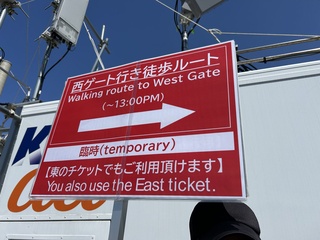 西ゲート行き徒歩ルート
Walking route to West Gate
(～13:00PM)
臨時(temporary)
【東のチケットでもご利用頂けます】
You also use the East ticket.